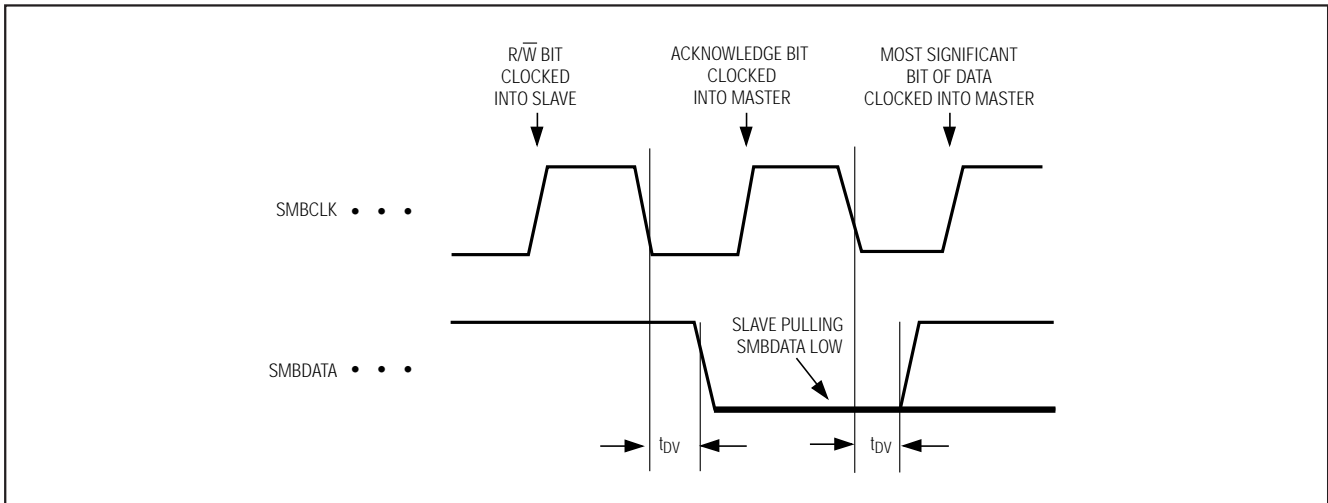 R/W̅ BIT
CLOCKED
INTO SLAVE
ACKNOWLEDGE BIT
CLOCKED
INTO MASTER
MOST SIGNIFICANT
BIT OF DATA
CLOCKED INTO MASTER
SMBCLK • • •
SLAVE PULLING
SMBDATA LOW
SMBDATA • • •
tDV
tDV